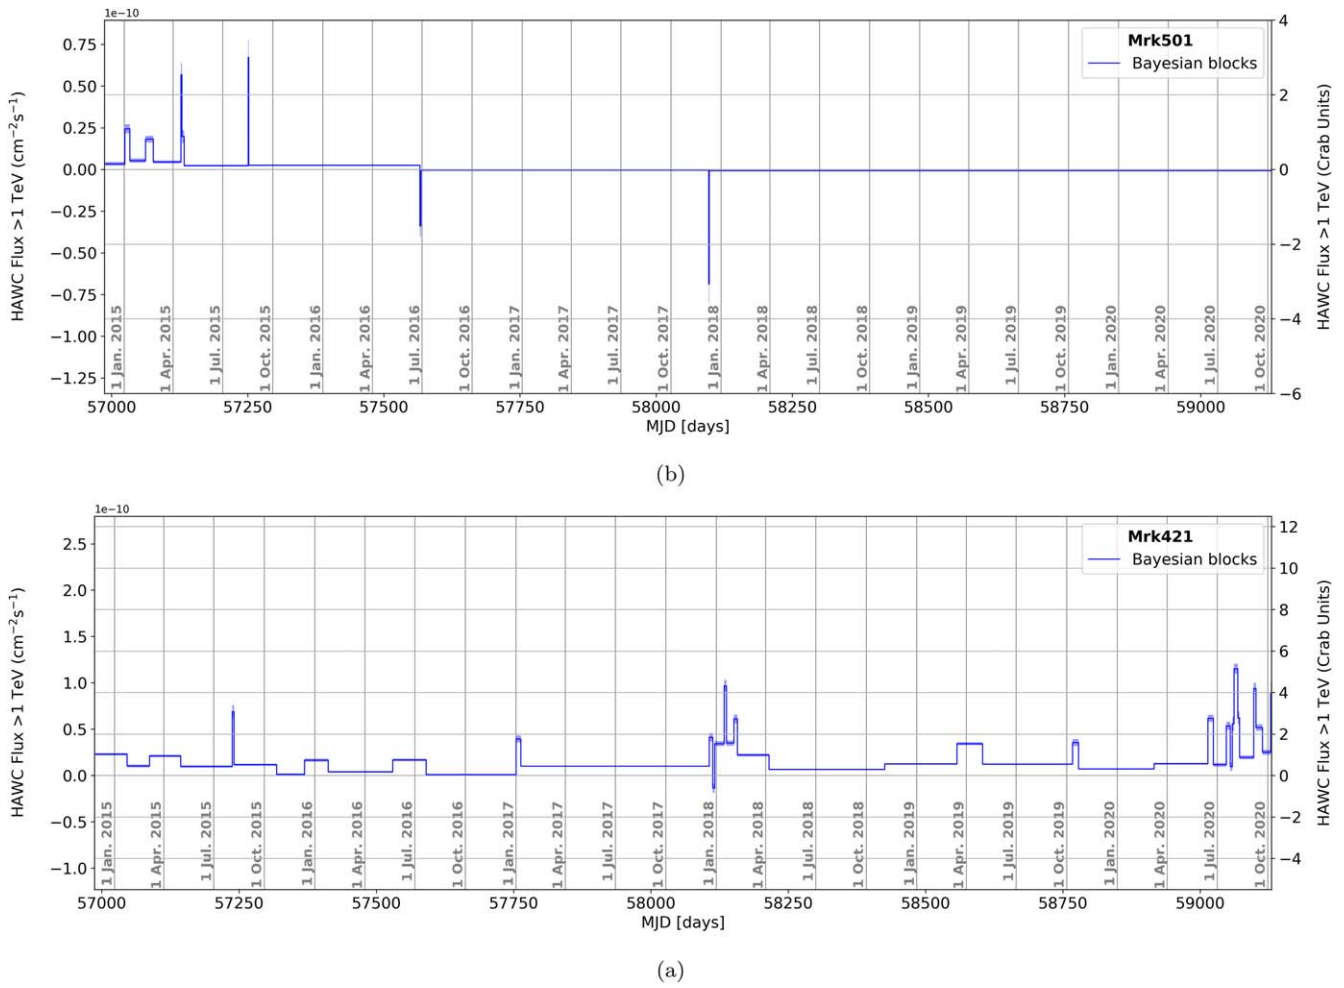 1e−10
Mrk501
Bayesian blocks
HAWC Flux >1 TeV (cm−2s−1)
0.75
0.50
0.25
0.00
−0.25
−0.50
−0.75
−1.00
−1.25
4
2
0
−2
−4
−6
HAWC Flux >1 TeV (Crab Units)
1 Jan. 2015
1 Apr. 2015
1 Jul. 2015
1 Oct. 2015
1 Jan. 2016
1 Apr. 2016
1 Jul. 2016
1 Oct. 2016
1 Jan. 2017
1 Apr. 2017
1 Jul. 2017
1 Oct. 2017
1 Jan. 2018
1 Apr. 2018
1 Jul. 2018
1 Oct. 2018
1 Jan. 2019
1 Apr. 2019
1 Jul. 2019
1 Oct. 2019
1 Jan. 2020
1 Apr. 2020
1 Jul. 2020
1 Oct. 2020
57000 57250 57500 57750 58000 58250 58500 58750 59000
MJD [days]
(b)
1e−10
Mrk421
Bayesian blocks
HAWC Flux >1 TeV (cm−2s−1)
2.5
2.0
1.5
1.0
0.5
0.0
−0.5
−1.0
12
10
8
6
4
2
0
−2
−4
HAWC Flux >1 TeV (Crab Units)
1 Jan. 2015
1 Apr. 2015
1 Jul. 2015
1 Oct. 2015
1 Jan. 2016
1 Apr. 2016
1 Jul. 2016
1 Oct. 2016
1 Jan. 2017
1 Apr. 2017
1 Jul. 2017
1 Oct. 2017
1 Jan. 2018
1 Apr. 2018
1 Jul. 2018
1 Oct. 2018
1 Jan. 2019
1 Apr. 2019
1 Jul. 2019
1 Oct. 2019
1 Jan. 2020
1 Apr. 2020
1 Jul. 2020
1 Oct. 2020
57000 57250 57500 57750 58000 58250 58500 58750 59000
MJD [days]
(a)